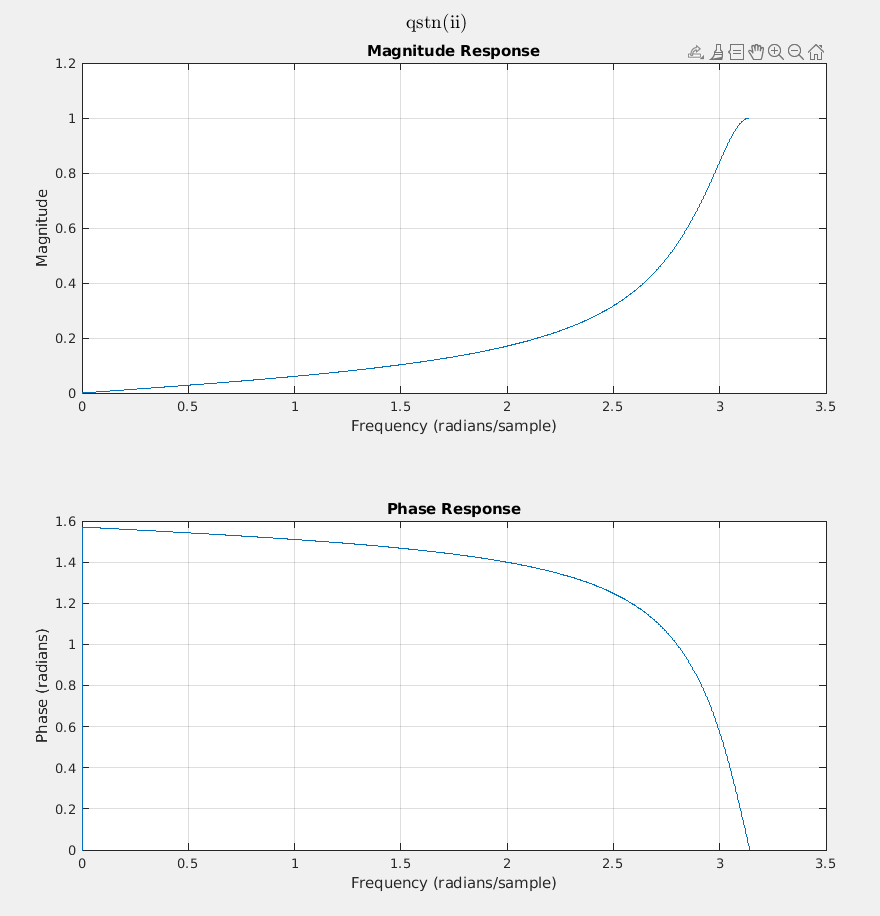 qstn(ii)
Magnitude Response
1.2
1
0.8
0.6
0.4
0.2
0
Magnitude
0 0.5 1 1.5 2 2.5 3 3.5
Frequency (radians/sample)
Phase Response
1.6
1.4
1.2
1
0.8
0.6
0.4
0.2
0
Phase (radians)
0 0.5 1 1.5 2 2.5 3 3.5
Frequency (radians/sample)